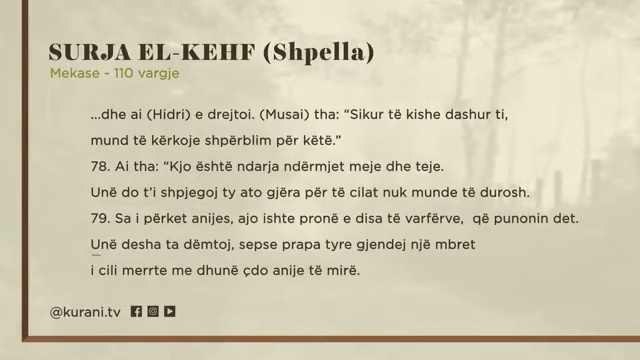 SURJA EL-KEHF (Shpella)
Mekase - 110 vargje
...dhe ai (Hidri) e drejtoi. (Musai) tha: “Sikur të kishe dashur ti,
mund të kërkoje shpërblim për këtë.”
78. Ai tha: “Kjo është ndarja ndërmjet meje dhe teje.
Unë do t’i shpjegoj ty ato gjëra për të cilat nuk munde të durosh.
79. Sa i përket anijes, ajo ishte pronë e disa të varfërve, që punonin det.
Unë desha ta dëmtoj, sepse prapa tyre gjendej një mbret
i cili merrte me dhunë çdo anije të mirë.
@kurani.tv